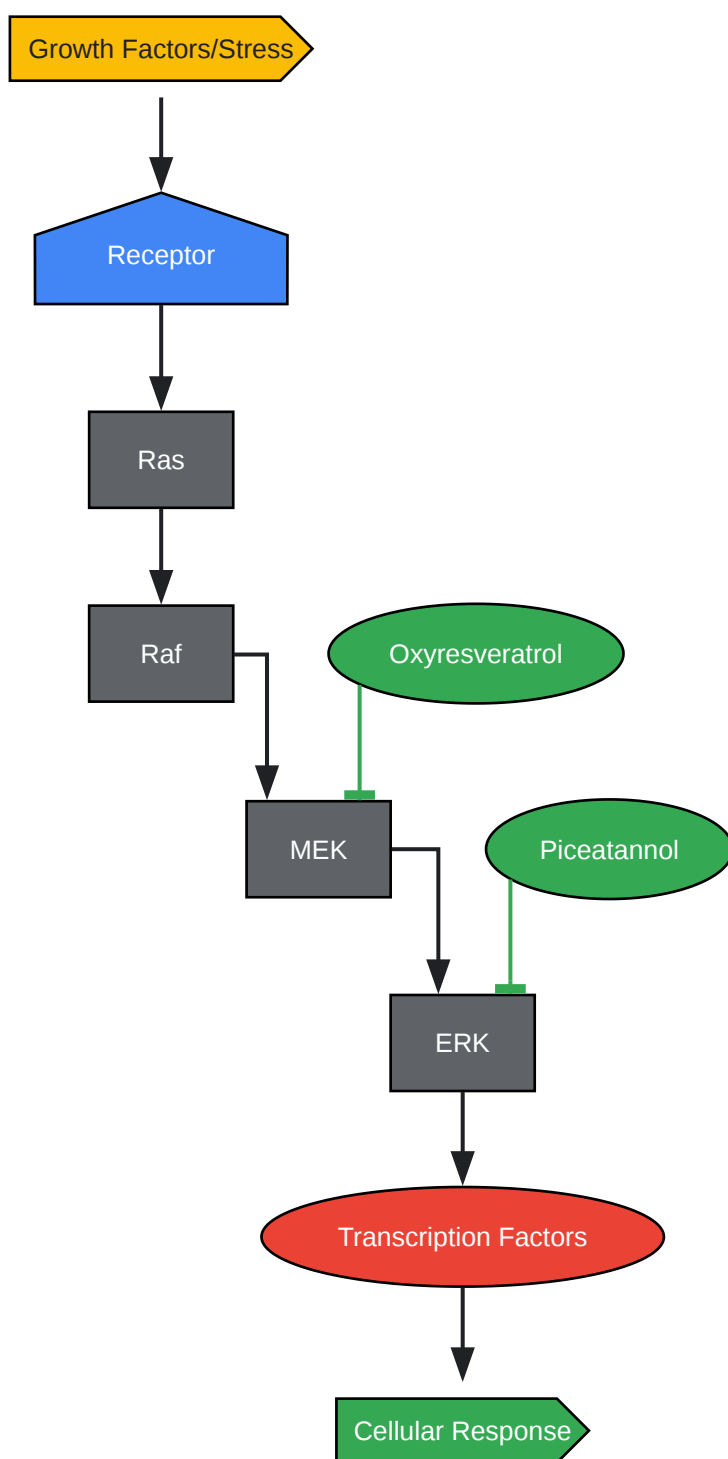 Growth Factors/Stress
Receptor
Ras
Raf
Oxyresveratrol
MEK
Piceatannol
ERK
Transcription Factors
Cellular Response